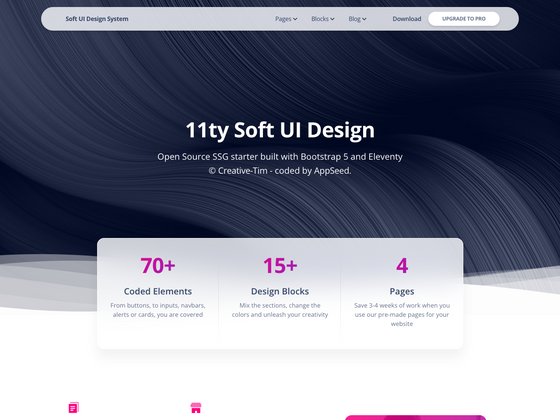 Soft UI Design System
Pages
Blocks
Blog
Download
UPGRADE TO PRO
11ty Soft UI Design
Open Source SSG starter built with Bootstrap 5 and Eleventy
© Creative-Tim - coded by AppSeed.
70+
Coded Elements
From buttons, to inputs, navbars,
alerts or cards, you are covered
15+
Design Blocks
Mix the sections, change the
colors and unleash your creativity
4
Pages
Save 3-4 weeks of work when you
use our pre-made pages for your
website